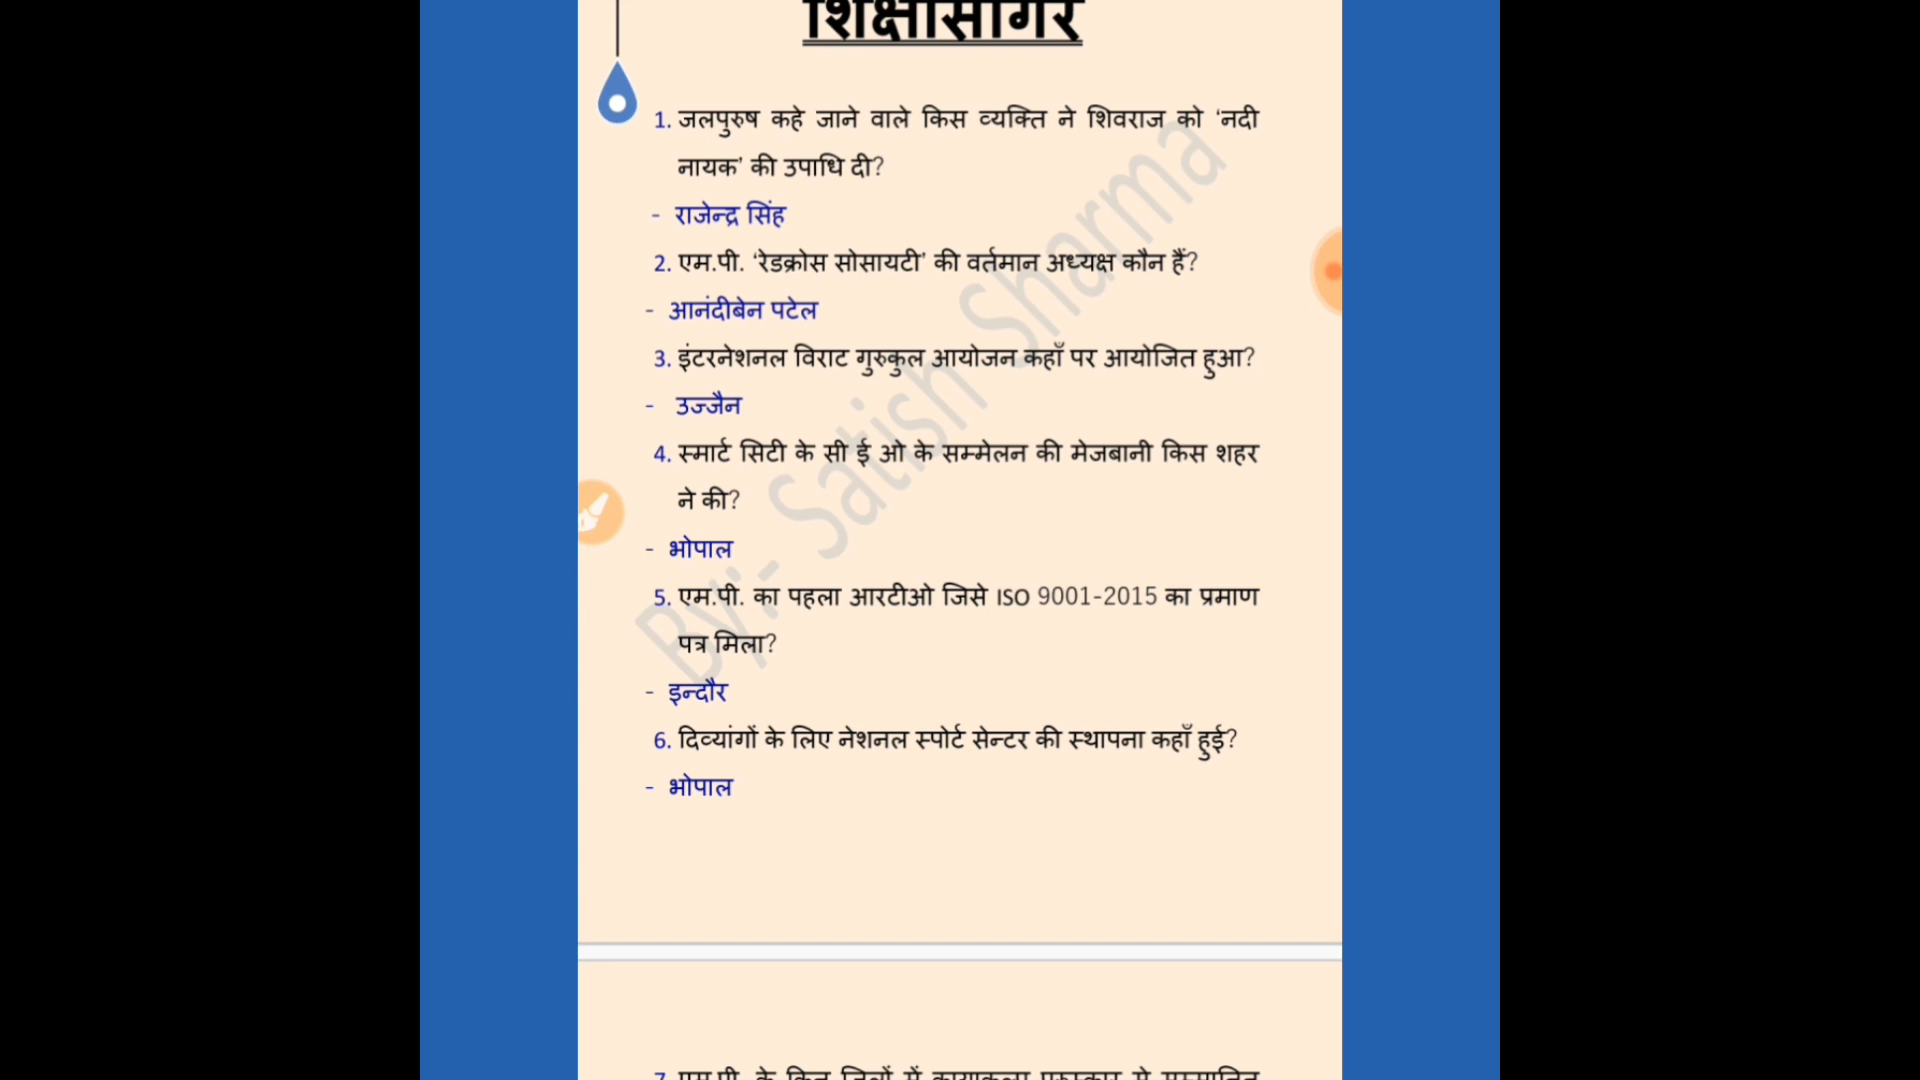 शिक्षासागर
1. जलपुरुष कहे जाने वाले किस व्यक्ति ने शिवराज को ‘नदी
नायक’ की उपाधि दी?
- राजेन्द्र सिंह
2. एम.पी. ‘रेडक्रोस सोसायटी’ की वर्तमान अध्यक्ष कौन हैं?
- आनंदीबेन पटेल
3. इंटरनेशनल विराट गुरुकुल आयोजन कहाँ पर आयोजित हुआ?
- उज्जैन
4. स्मार्ट सिटी के सी ई ओ के सम्मेलन की मेजबानी किस शहर
ने की?
- भोपाल
5. एम.पी. का पहला आरटीओ जिसे ISO 9001-2015 का प्रमाण
पत्र मिला?
- इन्दौर
6. दिव्यांगों के लिए नेशनल स्पोर्ट सेन्टर की स्थापना कहाँ हुई?
- भोपाल
By:- Satish Sharma